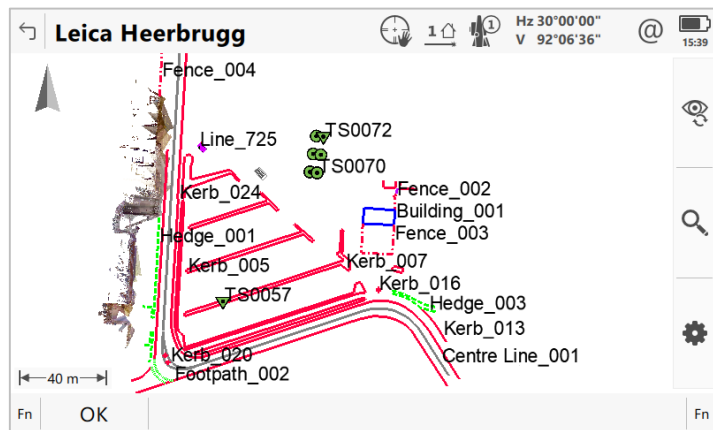 Leica Heerbrugg
1
1
Hz 30°00'00"
V 92°06'36"
@
15:39
Fence_004
TS0072
Line_725
TS0070
Kerb_024
Fence_002
Building_001
Hedge_001
Fence_003
Kerb_005
Kerb_007
Kerb_016
TS0057
Hedge_003
Kerb_013
Kerb_020
Centre Line_001
Footpath_002
40 m
Fn
OK
Fn